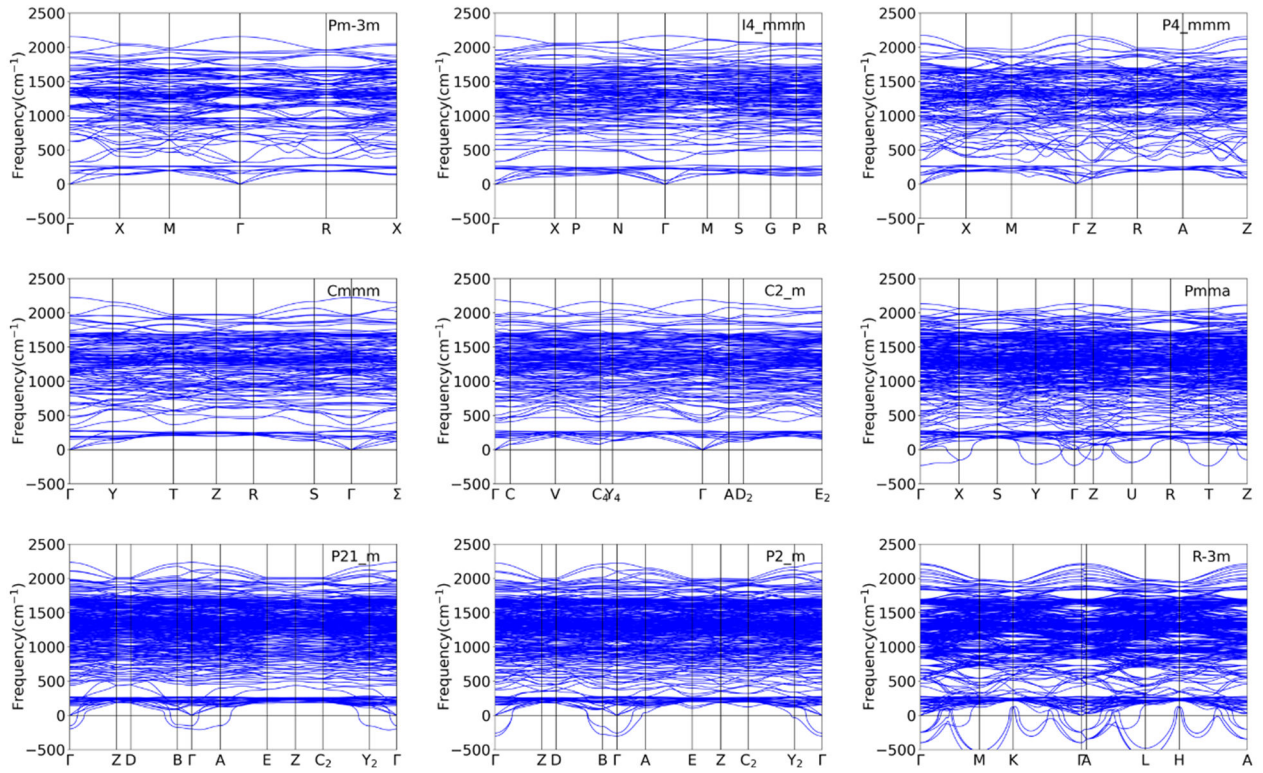 Pm-3m
Frequency(cm⁻¹)
2500
2000
1500
1000
500
0
−500
Γ X M Γ R X
I4_mmm
Frequency(cm⁻¹)
2500
2000
1500
1000
500
0
−500
Γ X P N Γ M S G P R
P4_mmm
Frequency(cm⁻¹)
2500
2000
1500
1000
500
0
−500
Γ X M Γ Z R A Z
Cmmm
Frequency(cm⁻¹)
2500
2000
1500
1000
500
0
−500
Γ Y T Z R S Γ Σ
C2_m
Frequency(cm⁻¹)
2500
2000
1500
1000
500
0
−500
Γ C V C₄ Y₄ Γ A D₂ E₂
Pmma
Frequency(cm⁻¹)
2500
2000
1500
1000
500
0
−500
Γ X S Y Γ Z U R T Z
P21_m
Frequency(cm⁻¹)
2500
2000
1500
1000
500
0
−500
Γ Z D B Γ A E Z C₂ Y₂ Γ
P2_m
Frequency(cm⁻¹)
2500
2000
1500
1000
500
0
−500
Γ Z D B Γ A E Z C₂ Y₂ Γ
R-3m
Frequency(cm⁻¹)
2500
2000
1500
1000
500
0
−500
Γ M K Γ A L H A